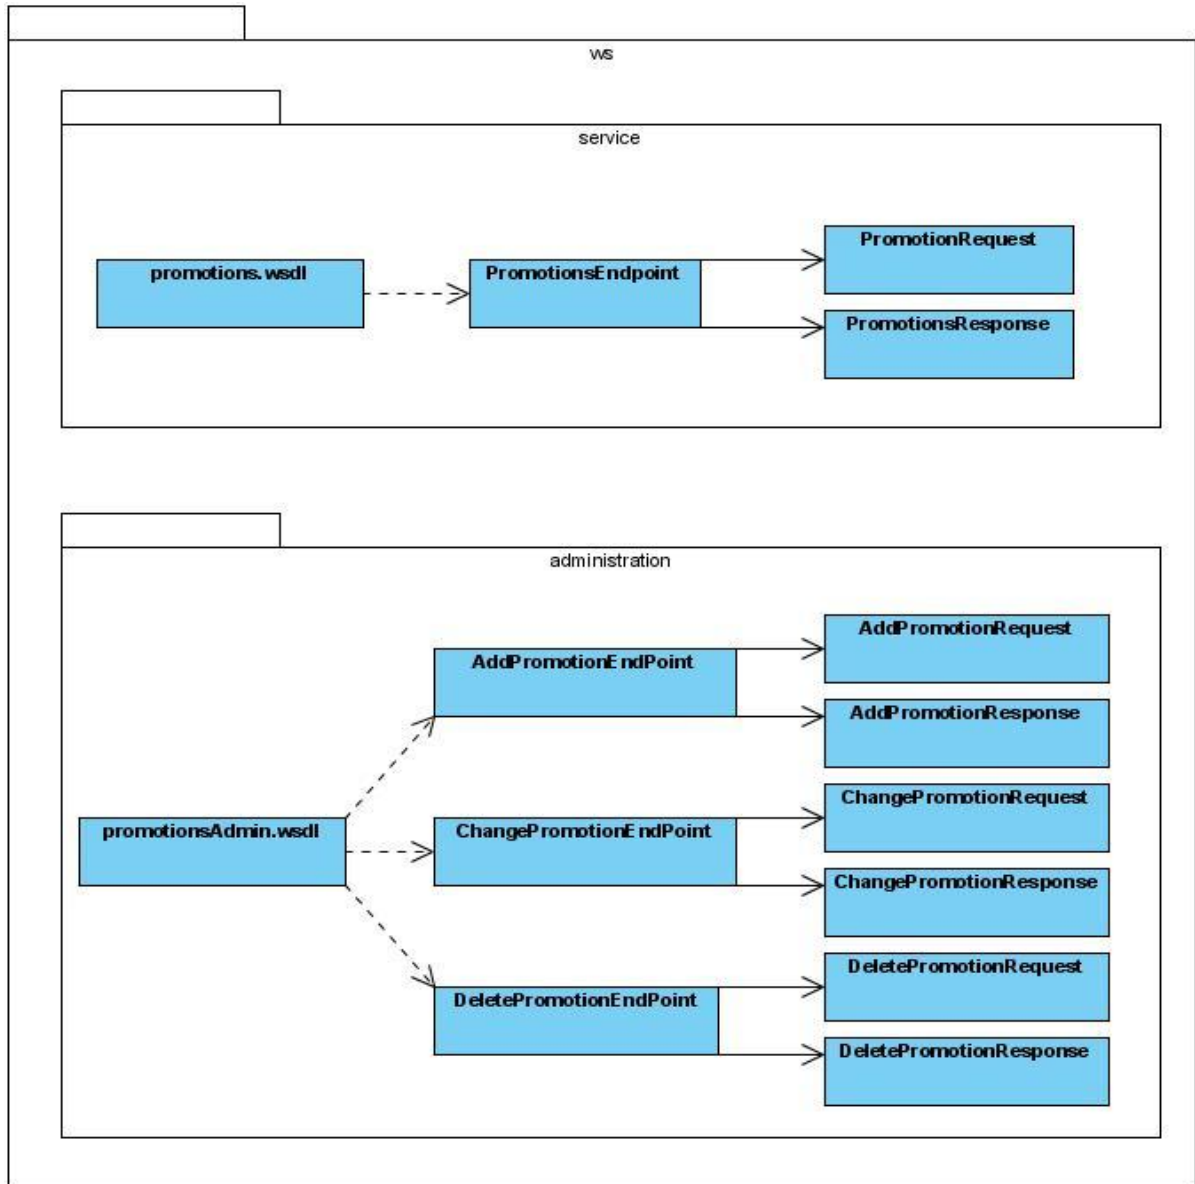 ws
service
promotions.wsdl
PromotionsEndpoint
PromotionRequest
PromotionsResponse
administration
promotionsAdmin.wsdl
AddPromotionEndPoint
AddPromotionRequest
AddPromotionResponse
ChangePromotionEndPoint
ChangePromotionRequest
ChangePromotionResponse
DeletePromotionEndPoint
DeletePromotionRequest
DeletePromotionResponse